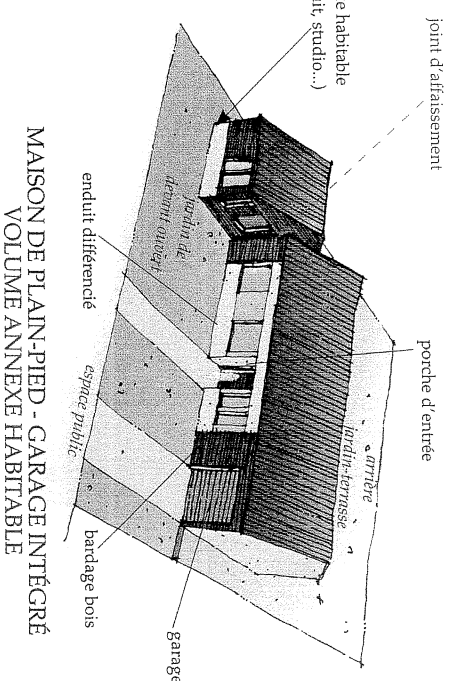 joint d'affaissement
porche d'entrée
arrière
jardin-terrasse
e habitable
uit, studio...)
garage
jardin de
devant ouvert
enduit différencié
espace public
bardage bois
MAISON DE PLAIN-PIED - GARAGE INTÉGRÉ
VOLUME ANNEXE HABITABLE